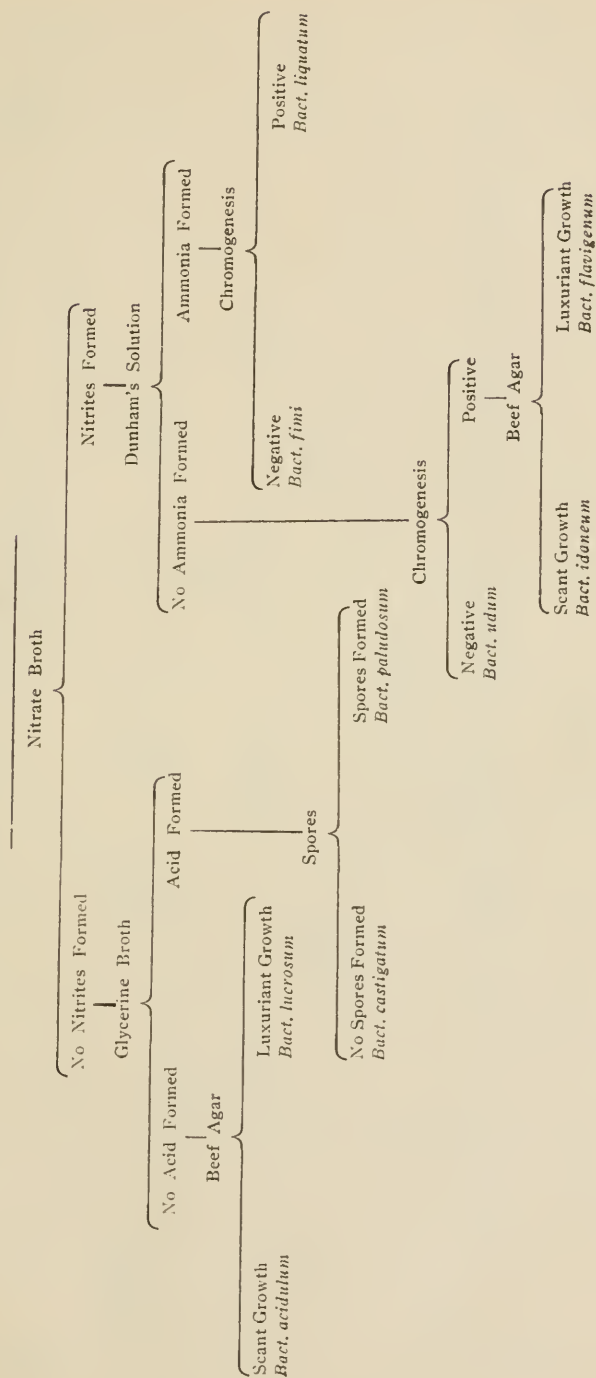 Nitrate Broth
No Nitrites Formed
Nitrites Formed
Glycerine Broth
Dunham's Solution
No Acid Formed
Acid Formed
No Ammonia Formed
Ammonia Formed
Beef Agar
Chromogenesis
Scant Growth
Bact. acidulum
Luxuriant Growth
Bact. lucrosum
Negative
Bact. fimi
Positive
Bact. liquatum
Spores
No Spores Formed
Bact. castigatum
Spores Formed
Bact. paludosum
Chromogenesis
Negative
Bact. udum
Positive
Beef Agar
Scant Growth
Bact. idaneum
Luxuriant Growth
Bact. flavigenum